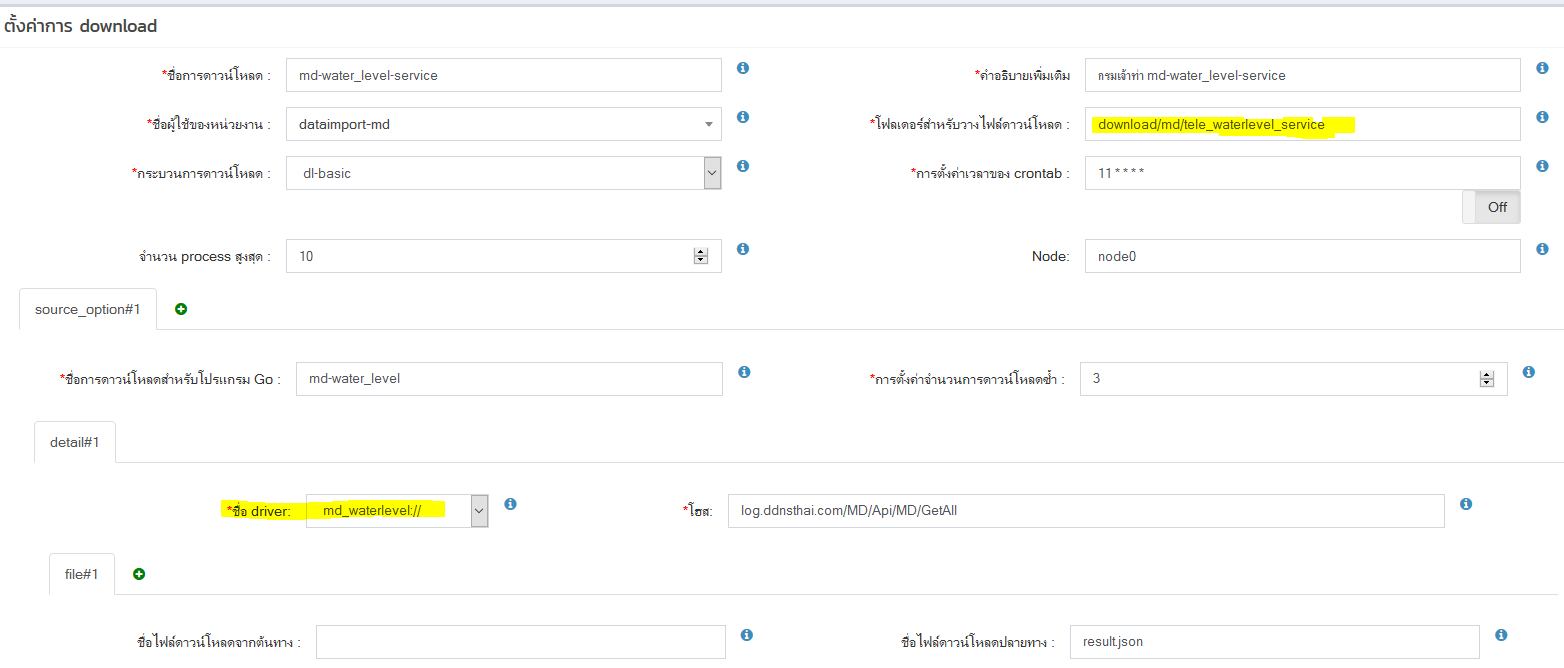 ตั้งค่าการ download
*ชื่อการดาวน์โหลด : md-water_level-service *คำอธิบายเพิ่มเติม กรมเจ้าท่า md-water_level-service
*ชื่อผู้ใช้ของหน่วยงาน : dataimport-md *โฟลเดอร์สำหรับวางไฟล์ดาวน์โหลด : download/md/tele_waterlevel_service
*กระบวนการดาวน์โหลด : dl-basic *การตั้งค่าเวลาของ crontab : 11 * * * *
Off
จำนวน process สูงสุด : 10 Node: node0
source_option#1
*ชื่อการดาวน์โหลดสำหรับโปรแกรม Go : md-water_level *การตั้งค่าจำนวนการดาวน์โหลดซ้ำ : 3
detail#1
*ชื่อ driver: md_waterlevel:// *โฮส: log.ddnsthai.com/MD/Api/MD/GetAll
file#1
ชื่อไฟล์ดาวน์โหลดจากต้นทาง : ชื่อไฟล์ดาวน์โหลดปลายทาง : result.json